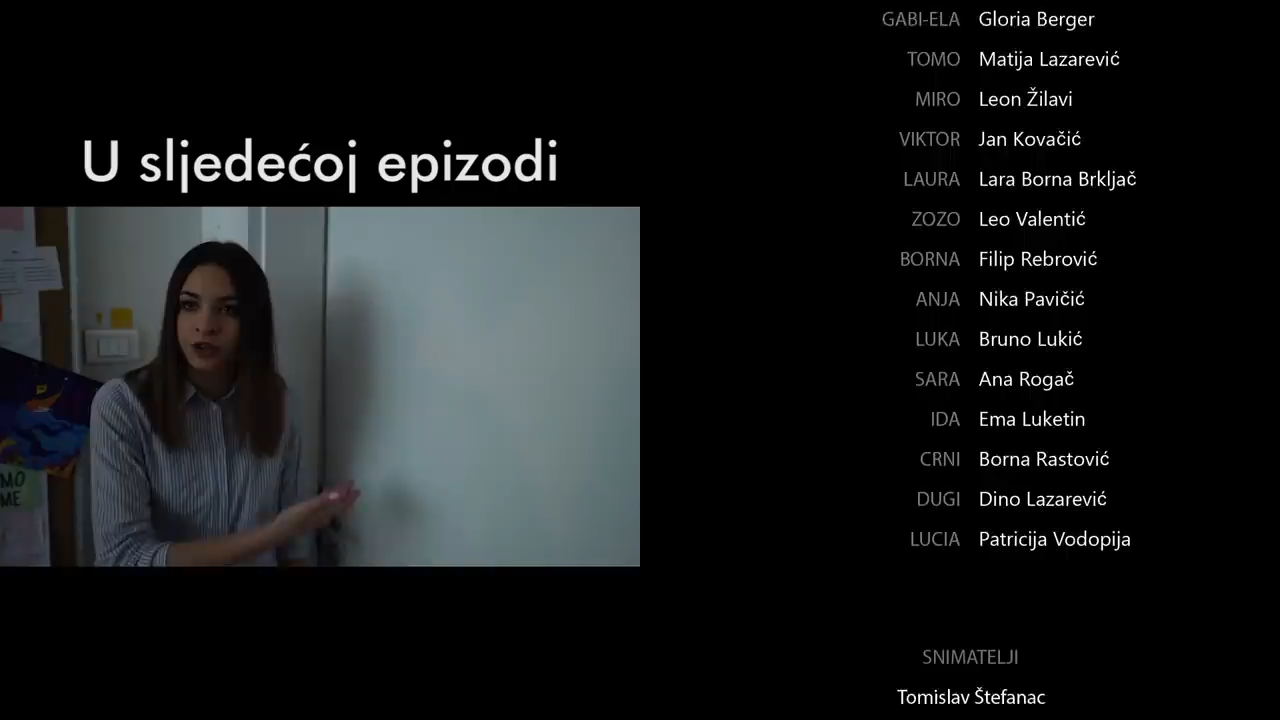 U sljedećoj epizodi
MO
ME
GABI-ELA Gloria Berger
TOMO Matija Lazarević
MIRO Leon Žilavi
VIKTOR Jan Kovačić
LAURA Lara Borna Brkljač
ZOZO Leo Valentić
BORNA Filip Rebrović
ANJA Nika Pavičić
LUKA Bruno Lukić
SARA Ana Rogač
IDA Ema Luketin
CRNI Borna Rastović
DUGI Dino Lazarević
LUCIA Patricija Vodopija
SNIMATELJI
Tomislav Štefanac